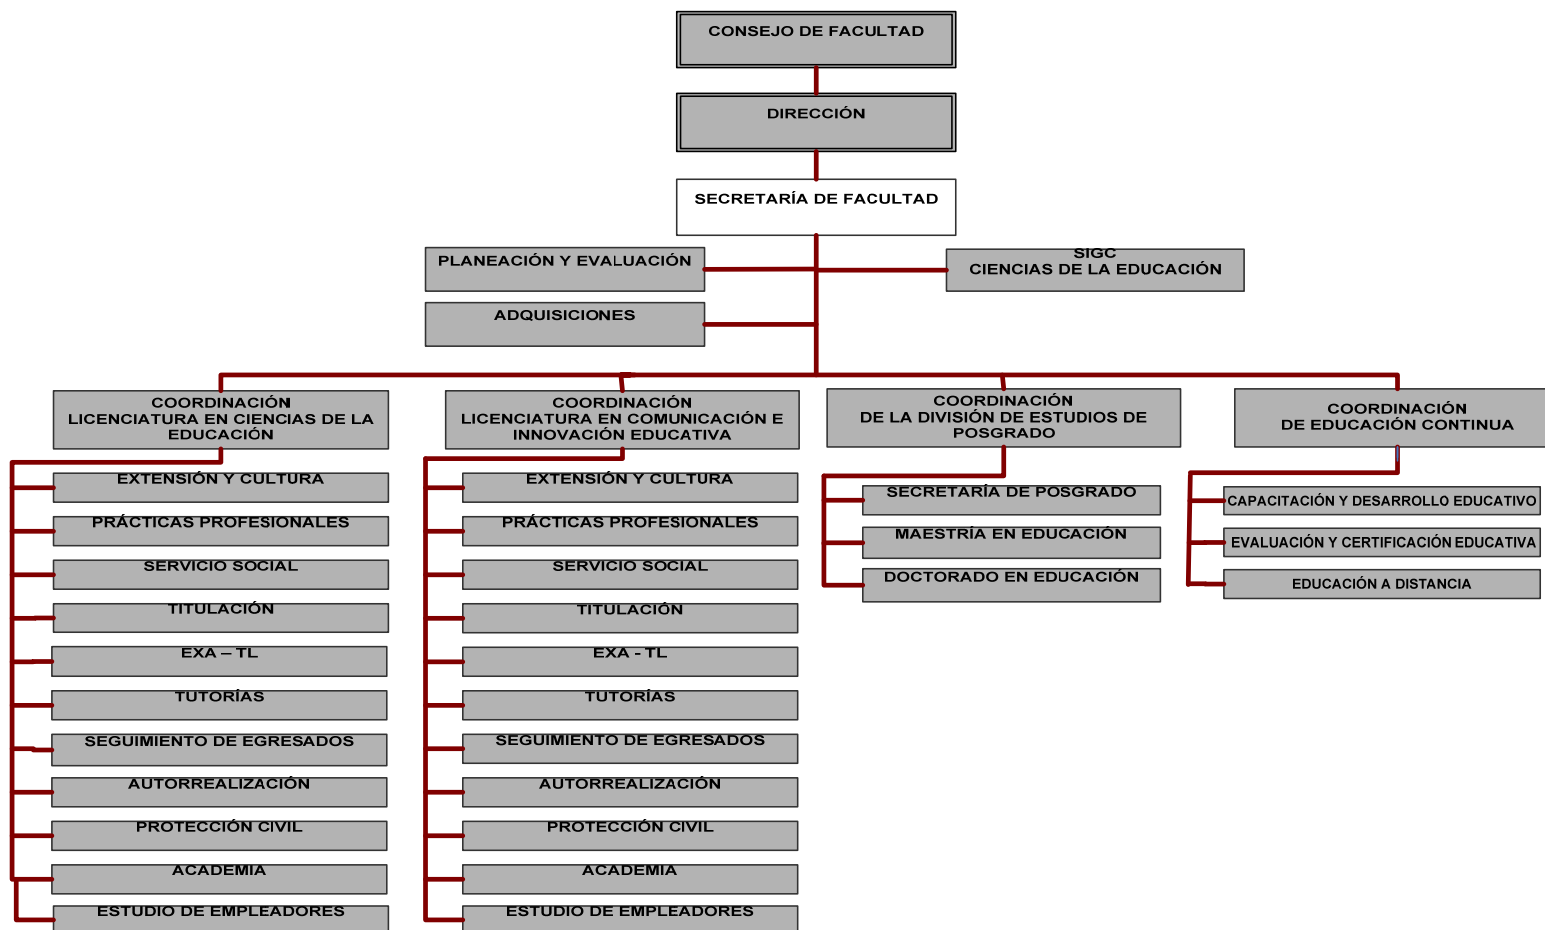 CONSEJO DE FACULTAD
DIRECCIÓN
SECRETARÍA DE FACULTAD
PLANEACIÓN Y EVALUACIÓN
SIGC
CIENCIAS DE LA EDUCACIÓN
ADQUISICIONES
COORDINACIÓN
LICENCIATURA EN CIENCIAS DE LA
EDUCACIÓN
EXTENSIÓN Y CULTURA
PRÁCTICAS PROFESIONALES
SERVICIO SOCIAL
TITULACIÓN
EXA – TL
TUTORÍAS
SEGUIMIENTO DE EGRESADOS
AUTORREALIZACIÓN
PROTECCIÓN CIVIL
ACADEMIA
ESTUDIO DE EMPLEADORES
COORDINACIÓN
LICENCIATURA EN COMUNICACIÓN E
INNOVACIÓN EDUCATIVA
EXTENSIÓN Y CULTURA
PRÁCTICAS PROFESIONALES
SERVICIO SOCIAL
TITULACIÓN
EXA - TL
TUTORÍAS
SEGUIMIENTO DE EGRESADOS
AUTORREALIZACIÓN
PROTECCIÓN CIVIL
ACADEMIA
ESTUDIO DE EMPLEADORES
COORDINACIÓN
DE LA DIVISIÓN DE ESTUDIOS DE
POSGRADO
SECRETARÍA DE POSGRADO
MAESTRÍA EN EDUCACIÓN
DOCTORADO EN EDUCACIÓN
COORDINACIÓN
DE EDUCACIÓN CONTINUA
CAPACITACIÓN Y DESARROLLO EDUCATIVO
EVALUACIÓN Y CERTIFICACIÓN EDUCATIVA
EDUCACIÓN A DISTANCIA